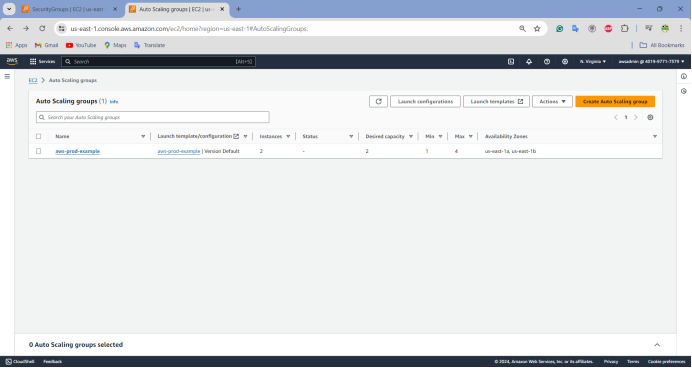 SecurityGroups | EC2 | us-east-
Auto Scaling groups | EC2 | us-
us-east-1.console.aws.amazon.com/ec2/home?region=us-east-1#AutoScalingGroups:
Apps Gmail YouTube Maps Translate All Bookmarks
aws Services Search [Alt+S] N. Virginia awsadmin @ 4019-9771-7379
EC2 > Auto Scaling groups
Auto Scaling groups (1) Info
Launch configurations Launch templates Actions Create Auto Scaling group
Search your Auto Scaling groups
1
Name Launch template/configuration Instances Status Desired capacity Min Max Availability Zones
aws-prod-example aws-prod-example | Version Default 2 - 2 1 4 us-east-1a, us-east-1b
0 Auto Scaling groups selected
CloudShell Feedback © 2024, Amazon Web Services, Inc. or its affiliates. Privacy Terms Cookie preferences